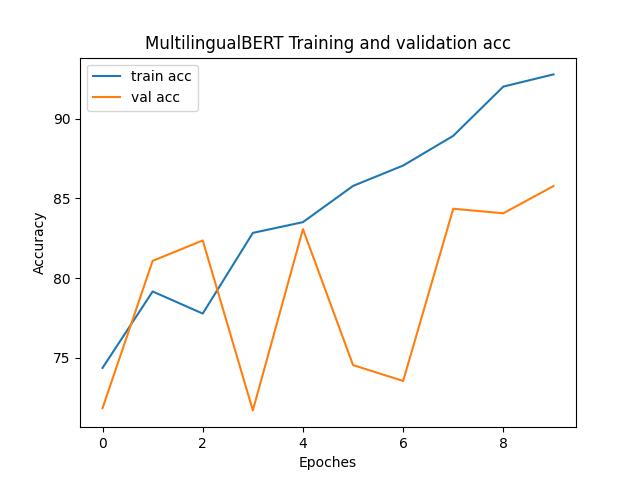 MultilingualBERT Training and validation acc
train acc
val acc
90
85
80
75
Accuracy
0 2 4 6 8
Epoches